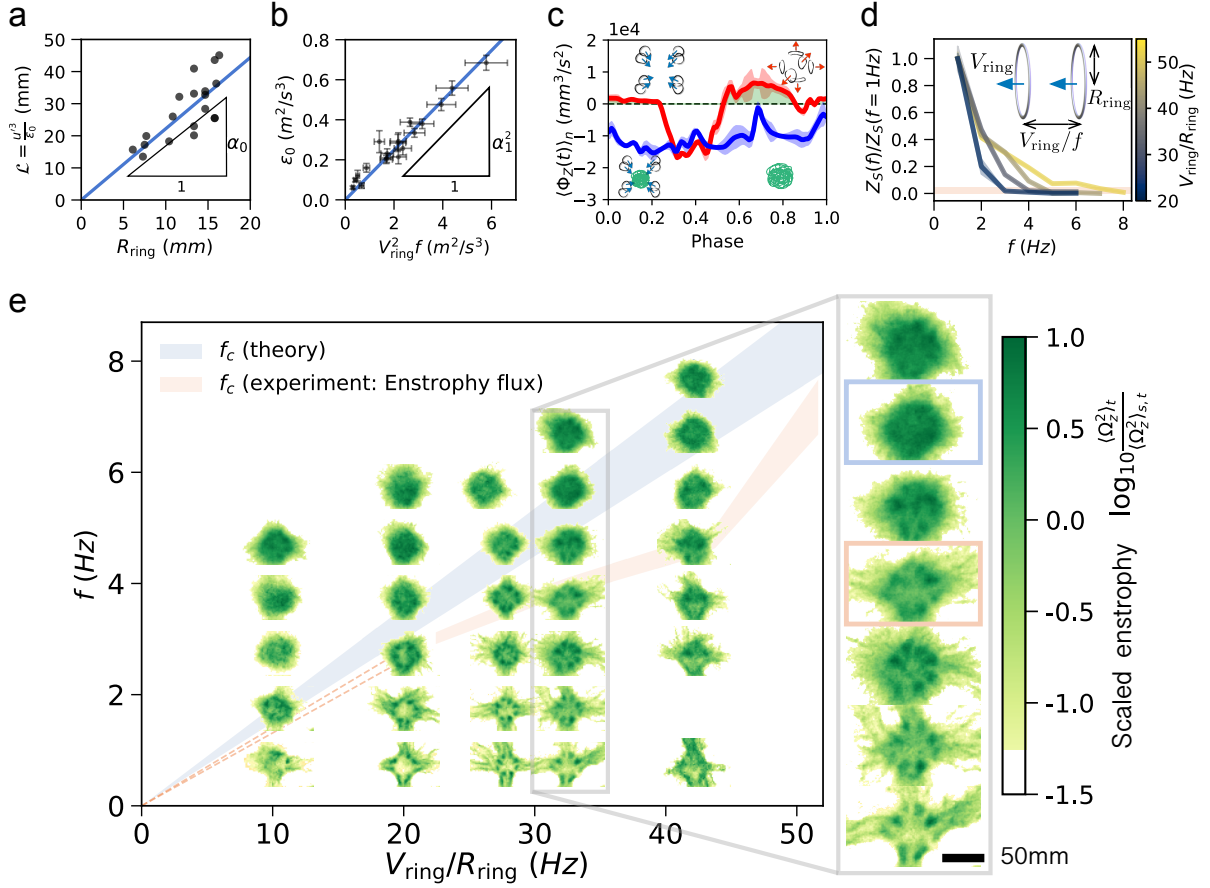 a
ℒ = u'³/ε₀ (mm)
50
40
30
20
10
0
α₀
1
0 5 10 15 20
R_ring (mm)
b
ε₀ (m²/s³)
0.8
0.6
0.4
0.2
0.0
α₁²
1
0 2 4 6
V²_ring f (m²/s³)
c
1e4
⟨Φ_Z(t)⟩_n (mm³/s²)
2
1
0
−1
−2
−3
0.0 0.2 0.4 0.6 0.8 1.0
Phase
d
Z_S(f)/Z_S(f = 1Hz)
1.0
0.8
0.6
0.4
0.2
0.0
V_ring
R_ring
V_ring/f
0 2 4 6 8
f (Hz)
50
40
30
20
V_ring/R_ring (Hz)
e
f_c (theory)
f_c (experiment: Enstrophy flux)
f (Hz)
8
6
4
2
0
0 10 20 30 40 50
V_ring/R_ring (Hz)
50mm
1.0
0.5
0.0
-0.5
-1.0
-1.5
Scaled enstrophy log₁₀ ⟨Ω_Z²⟩_t/⟨Ω_Z²⟩_s,t